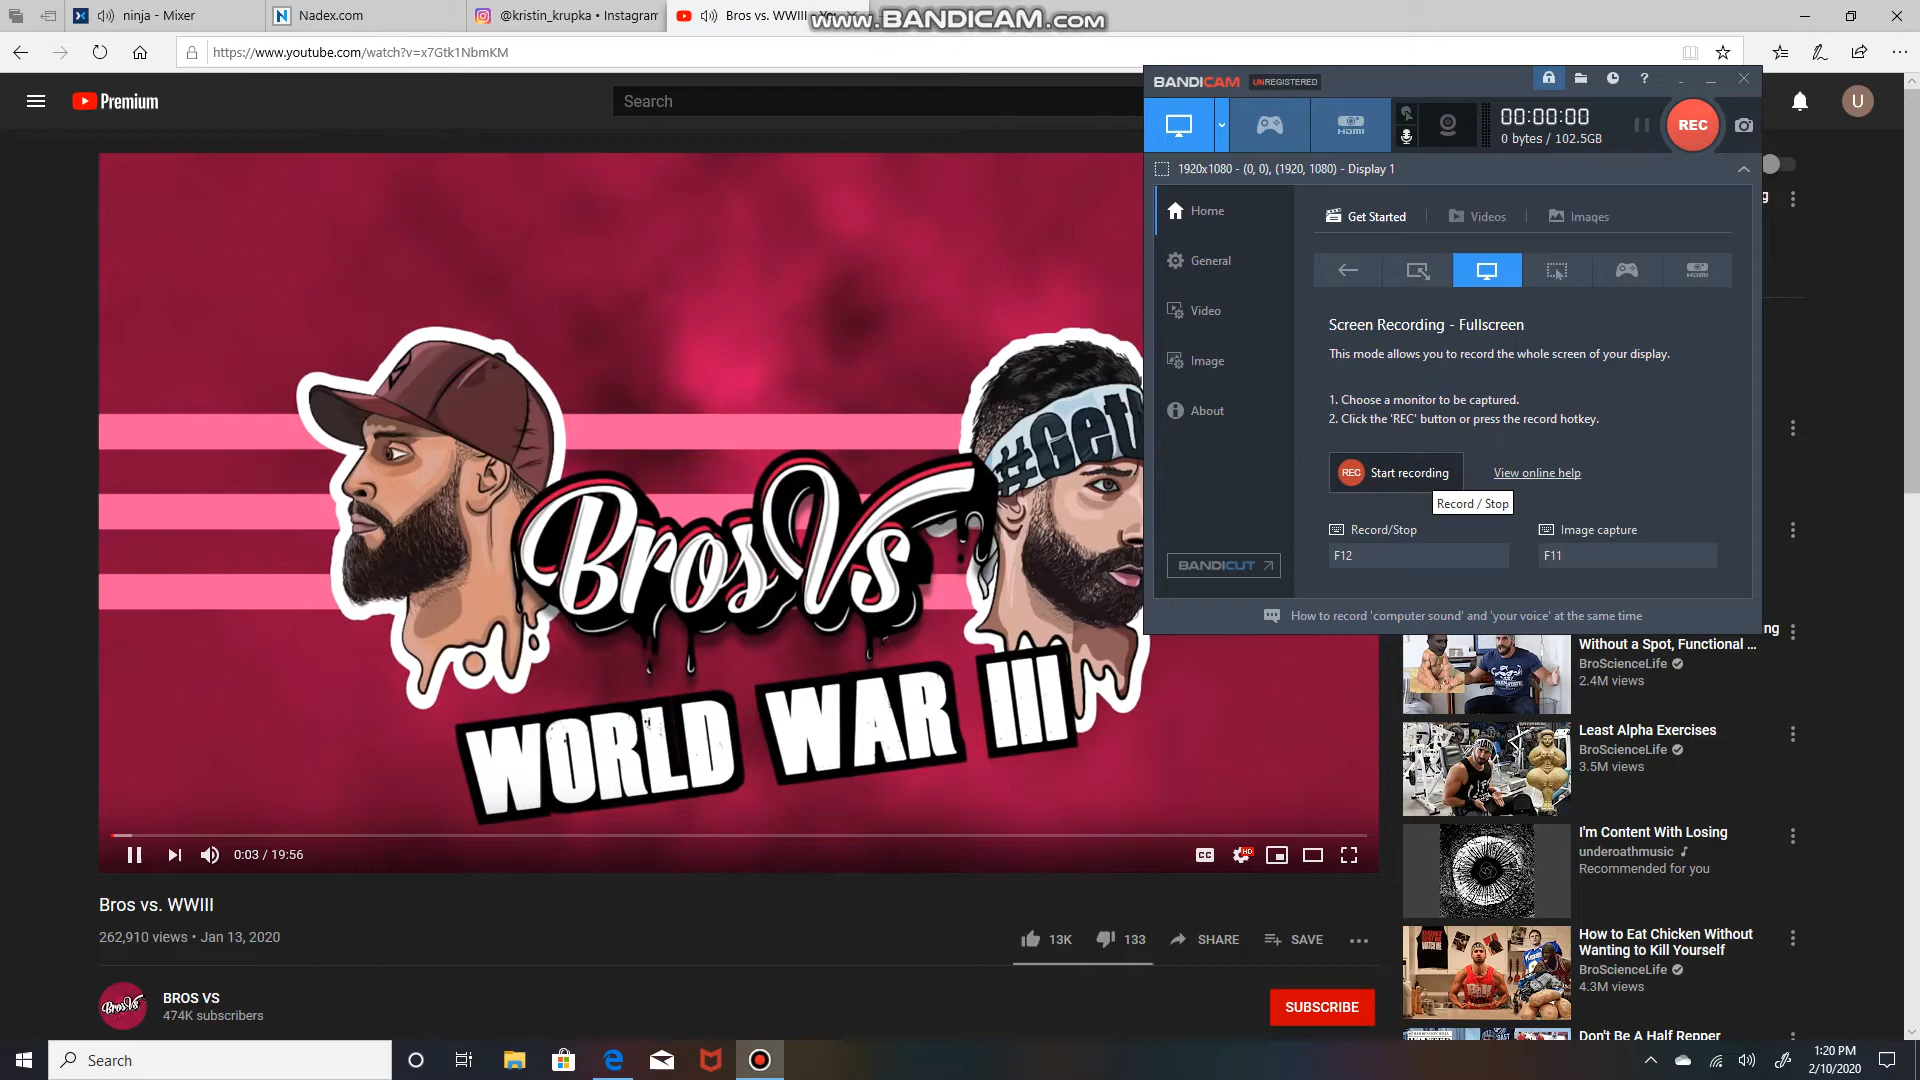 ninja - Mixer
Nadex.com
@kristin_krupka • Instagram
Bros vs. WWIII
www.BANDICAM.com
https://www.youtube.com/watch?v=x7Gtk1NbmKM
Premium
Search
U
BANDICAM
UNREGISTERED
?
HDMI
00:00:00
0 bytes / 102.5GB
REC
1920x1080 - (0, 0), (1920, 1080) - Display 1
Home
General
Video
Image
About
BANDICUT
Get Started
Videos
Images
HDMI
Screen Recording - Fullscreen
This mode allows you to record the whole screen of your display.
1. Choose a monitor to be captured.
2. Click the 'REC' button or press the record hotkey.
REC Start recording
View online help
Record / Stop
Record/Stop
Image capture
F12
F11
How to record 'computer sound' and 'your voice' at the same time
#Get
Bros Vs
WORLD WAR III
0:03 / 19:56
CC
HD
Bros vs. WWIII
262,910 views • Jan 13, 2020
13K
133
SHARE
SAVE
Bros Vs
BROS VS
474K subscribers
SUBSCRIBE
g
ng
Without a Spot, Functional ...
BroScienceLife
2.4M views
Least Alpha Exercises
BroScienceLife
3.5M views
I'm Content With Losing
underoathmusic
Recommended for you
How to Eat Chicken Without
Wanting to Kill Yourself
BroScienceLife
4.3M views
Don't Be A Half Repper
Search
1:20 PM
2/10/2020